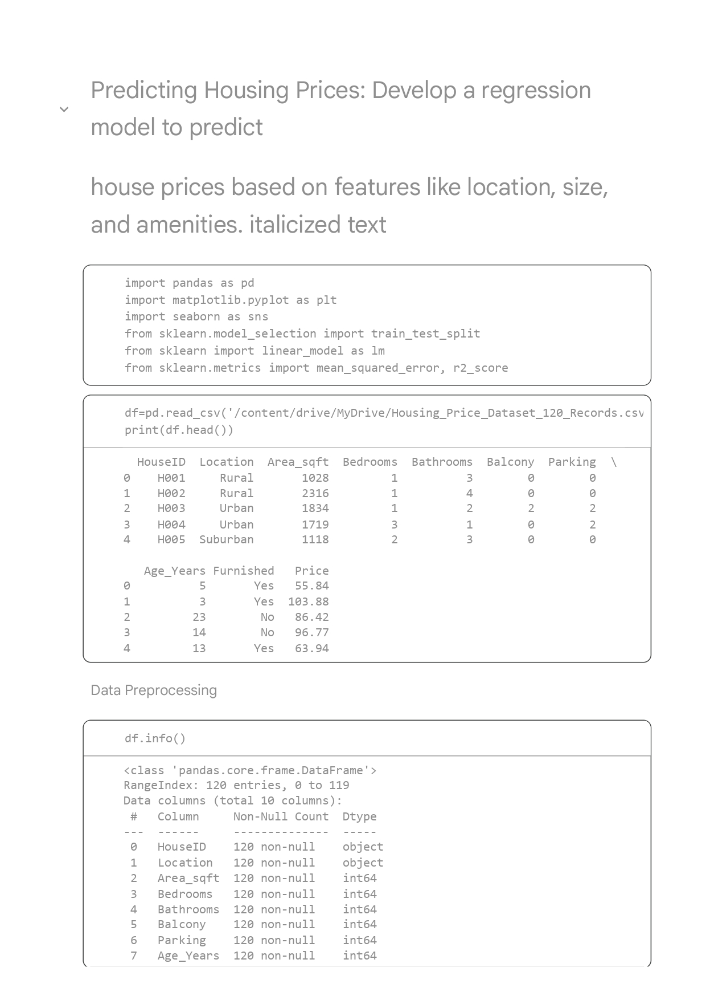 Predicting Housing Prices: Develop a regression
model to predict
house prices based on features like location, size,
and amenities. italicized text
import pandas as pd
import matplotlib.pyplot as plt
import seaborn as sns
from sklearn.model_selection import train_test_split
from sklearn import linear_model as lm
from sklearn.metrics import mean_squared_error, r2_score
df=pd.read_csv('/content/drive/MyDrive/Housing_Price_Dataset_120_Records.csv
print(df.head())
  HouseID  Location  Area_sqft  Bedrooms  Bathrooms  Balcony  Parking  \
0    H001     Rural       1028         1          3        0        0
1    H002     Rural       2316         1          4        0        0
2    H003     Urban       1834         1          2        2        2
3    H004     Urban       1719         3          1        0        2
4    H005  Suburban       1118         2          3        0        0
   Age_Years Furnished   Price
0          5       Yes   55.84
1          3       Yes  103.88
2         23        No   86.42
3         14        No   96.77
4         13       Yes   63.94
Data Preprocessing
df.info()
<class 'pandas.core.frame.DataFrame'>
RangeIndex: 120 entries, 0 to 119
Data columns (total 10 columns):
 #   Column     Non-Null Count  Dtype
---  ------     --------------  -----
 0   HouseID    120 non-null    object
 1   Location   120 non-null    object
 2   Area_sqft  120 non-null    int64
 3   Bedrooms   120 non-null    int64
 4   Bathrooms  120 non-null    int64
 5   Balcony    120 non-null    int64
 6   Parking    120 non-null    int64
 7   Age_Years  120 non-null    int64